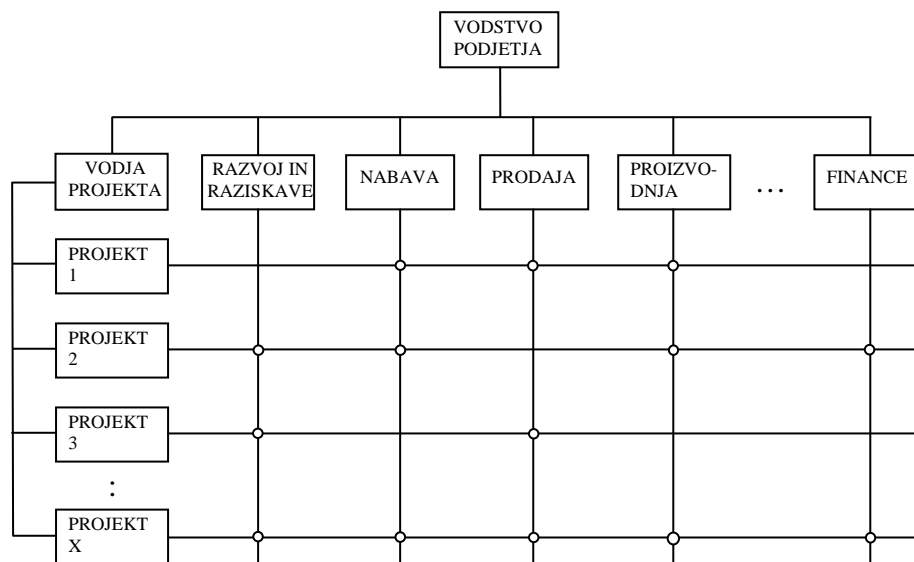 VODSTVO
PODJETJA
VODJA
PROJEKTA
RAZVOJ IN
RAZISKAVE
NABAVA
PRODAJA
PROIZVO-
DNJA
...
FINANCE
PROJEKT
1
PROJEKT
2
PROJEKT
3
:
PROJEKT
X